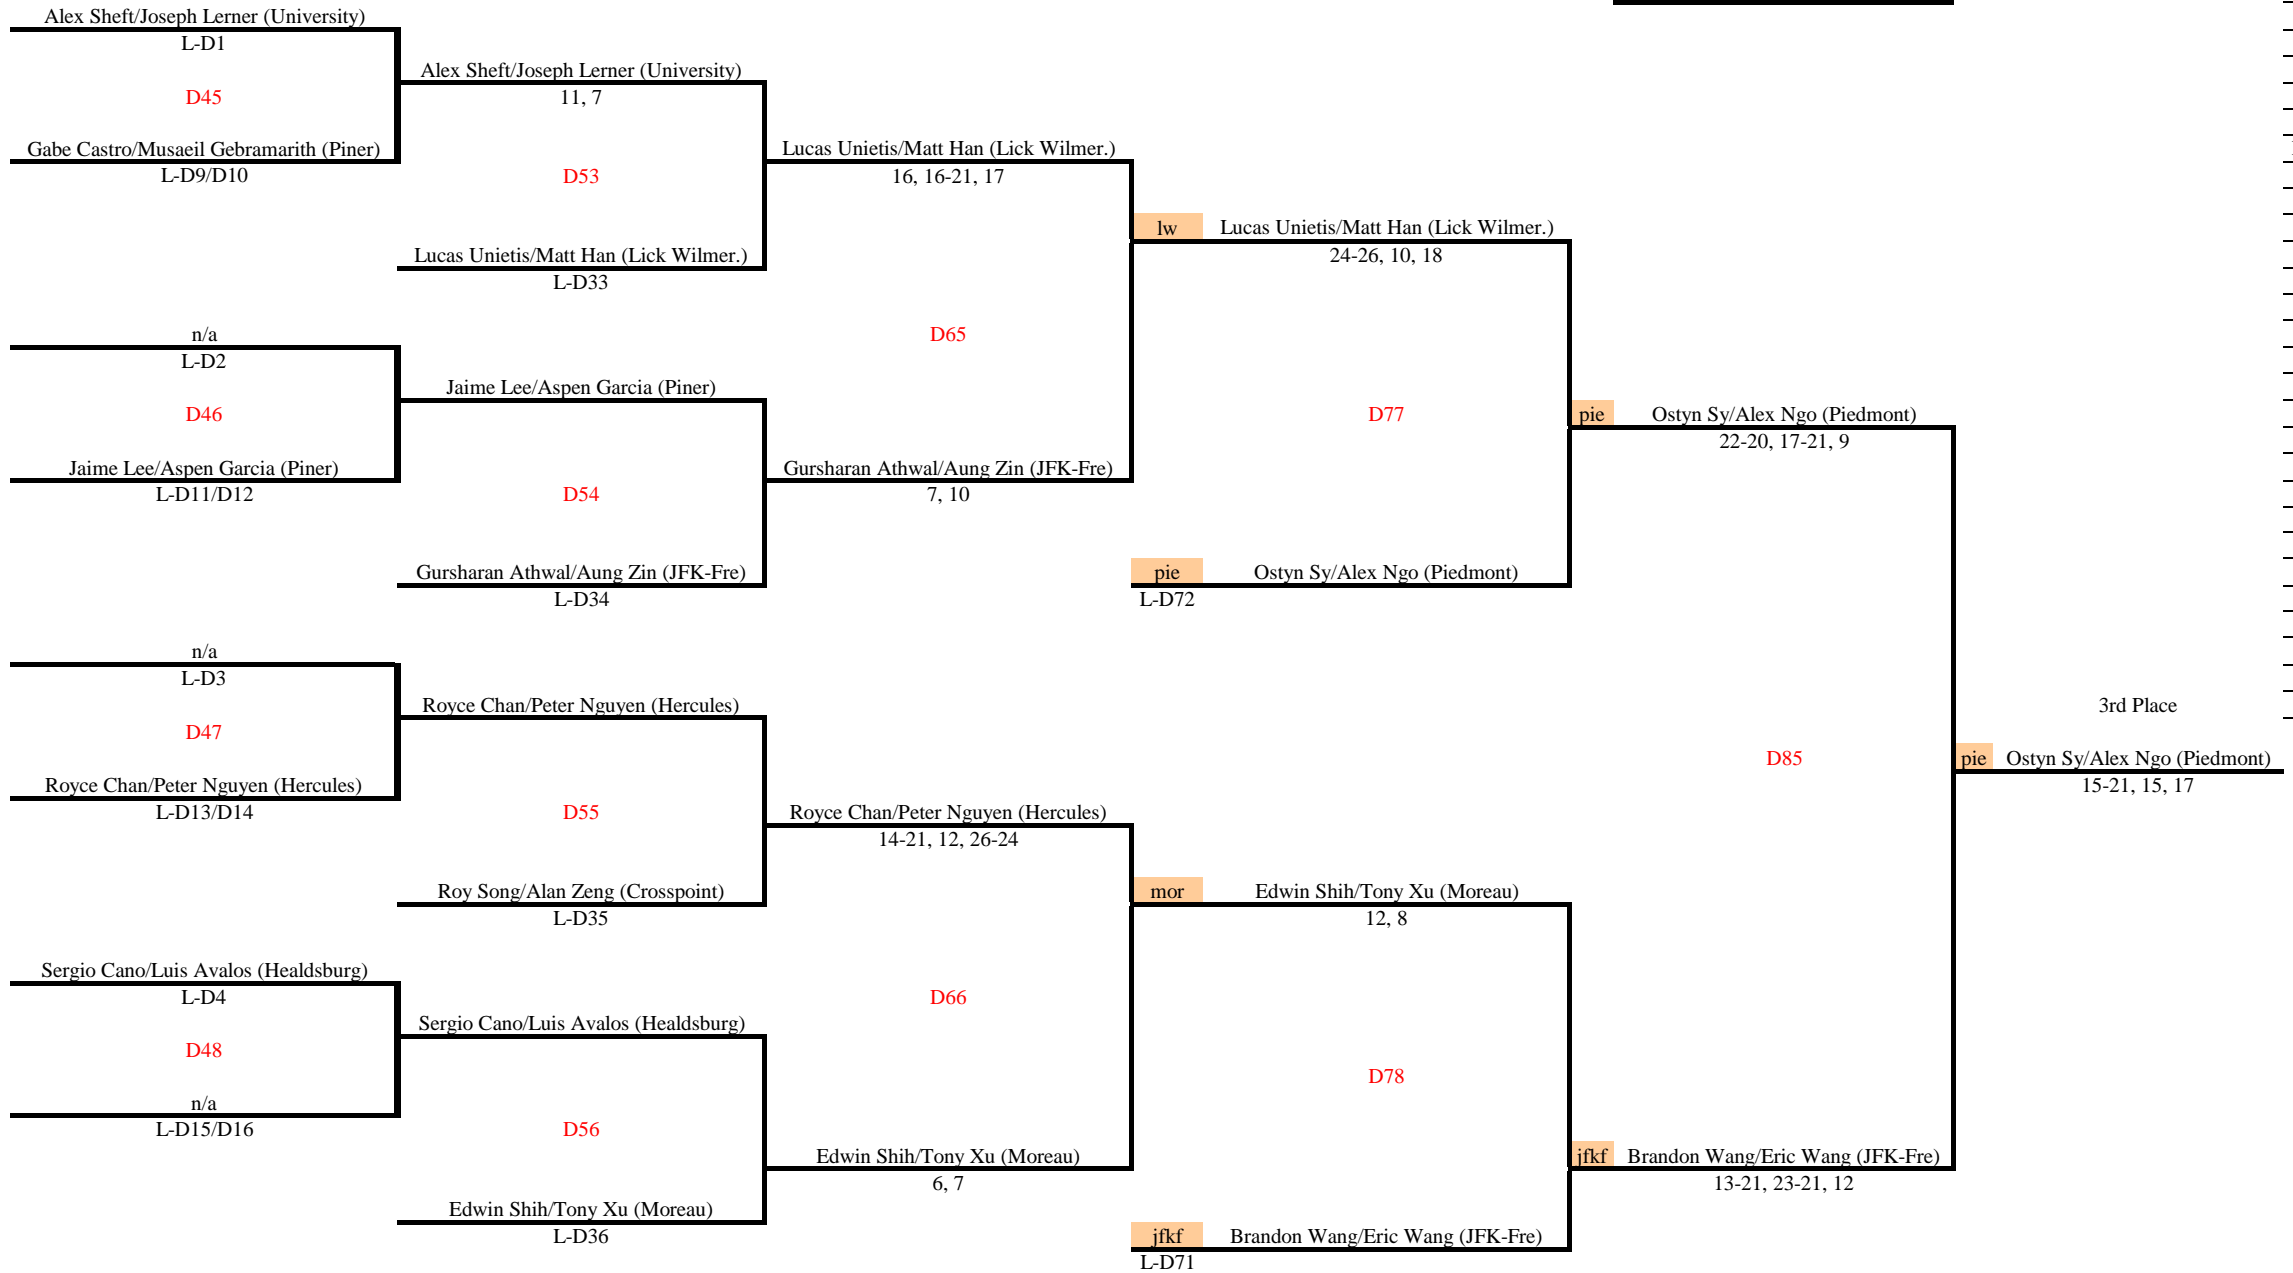 Alex Sheft/Joseph Lerner (University)
L-D1
D45
Gabe Castro/Musaeil Gebramarith (Piner)
L-D9/D10
n/a
L-D2
D46
Jaime Lee/Aspen Garcia (Piner)
L-D11/D12
n/a
L-D3
D47
Royce Chan/Peter Nguyen (Hercules)
L-D13/D14
Sergio Cano/Luis Avalos (Healdsburg)
L-D4
D48
n/a
L-D15/D16
Alex Sheft/Joseph Lerner (University)
11, 7
D53
Lucas Unietis/Matt Han (Lick Wilmer.)
L-D33
Jaime Lee/Aspen Garcia (Piner)
D54
Gursharan Athwal/Aung Zin (JFK-Fre)
L-D34
Royce Chan/Peter Nguyen (Hercules)
D55
Roy Song/Alan Zeng (Crosspoint)
L-D35
Sergio Cano/Luis Avalos (Healdsburg)
D56
Edwin Shih/Tony Xu (Moreau)
L-D36
Lucas Unietis/Matt Han (Lick Wilmer.)
16, 16-21, 17
D65
Gursharan Athwal/Aung Zin (JFK-Fre)
7, 10
Royce Chan/Peter Nguyen (Hercules)
14-21, 12, 26-24
D66
Edwin Shih/Tony Xu (Moreau)
6, 7
lw Lucas Unietis/Matt Han (Lick Wilmer.)
24-26, 10, 18
D77
pie Ostyn Sy/Alex Ngo (Piedmont)
L-D72
mor Edwin Shih/Tony Xu (Moreau)
12, 8
D78
jfkf Brandon Wang/Eric Wang (JFK-Fre)
L-D71
pie Ostyn Sy/Alex Ngo (Piedmont)
22-20, 17-21, 9
D85
jfkf Brandon Wang/Eric Wang (JFK-Fre)
13-21, 23-21, 12
3rd Place
pie Ostyn Sy/Alex Ngo (Piedmont)
15-21, 15, 17